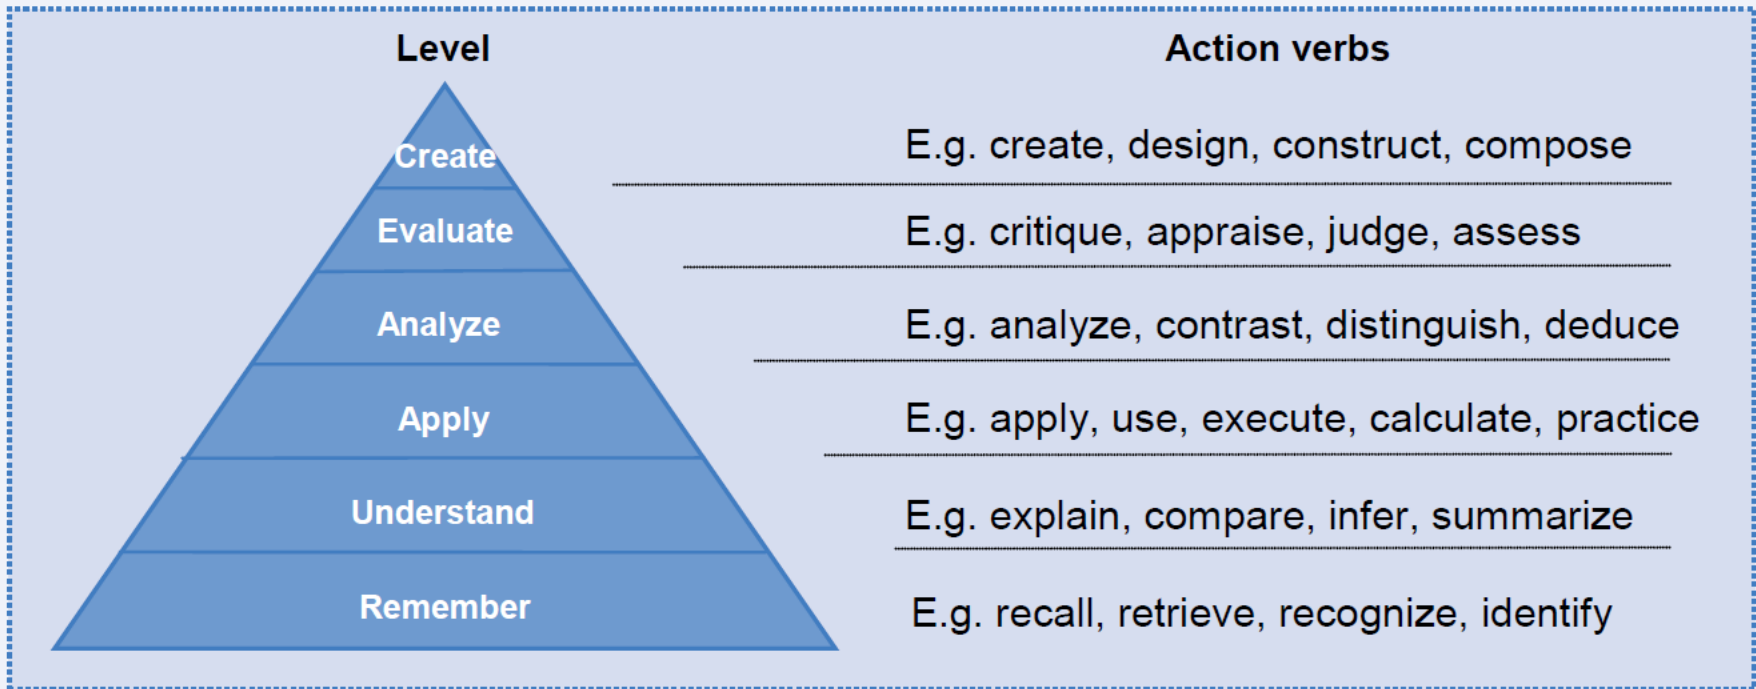 Level Action verbs
Create E.g. create, design, construct, compose
Evaluate E.g. critique, appraise, judge, assess
Analyze E.g. analyze, contrast, distinguish, deduce
Apply E.g. apply, use, execute, calculate, practice
Understand E.g. explain, compare, infer, summarize
Remember E.g. recall, retrieve, recognize, identify